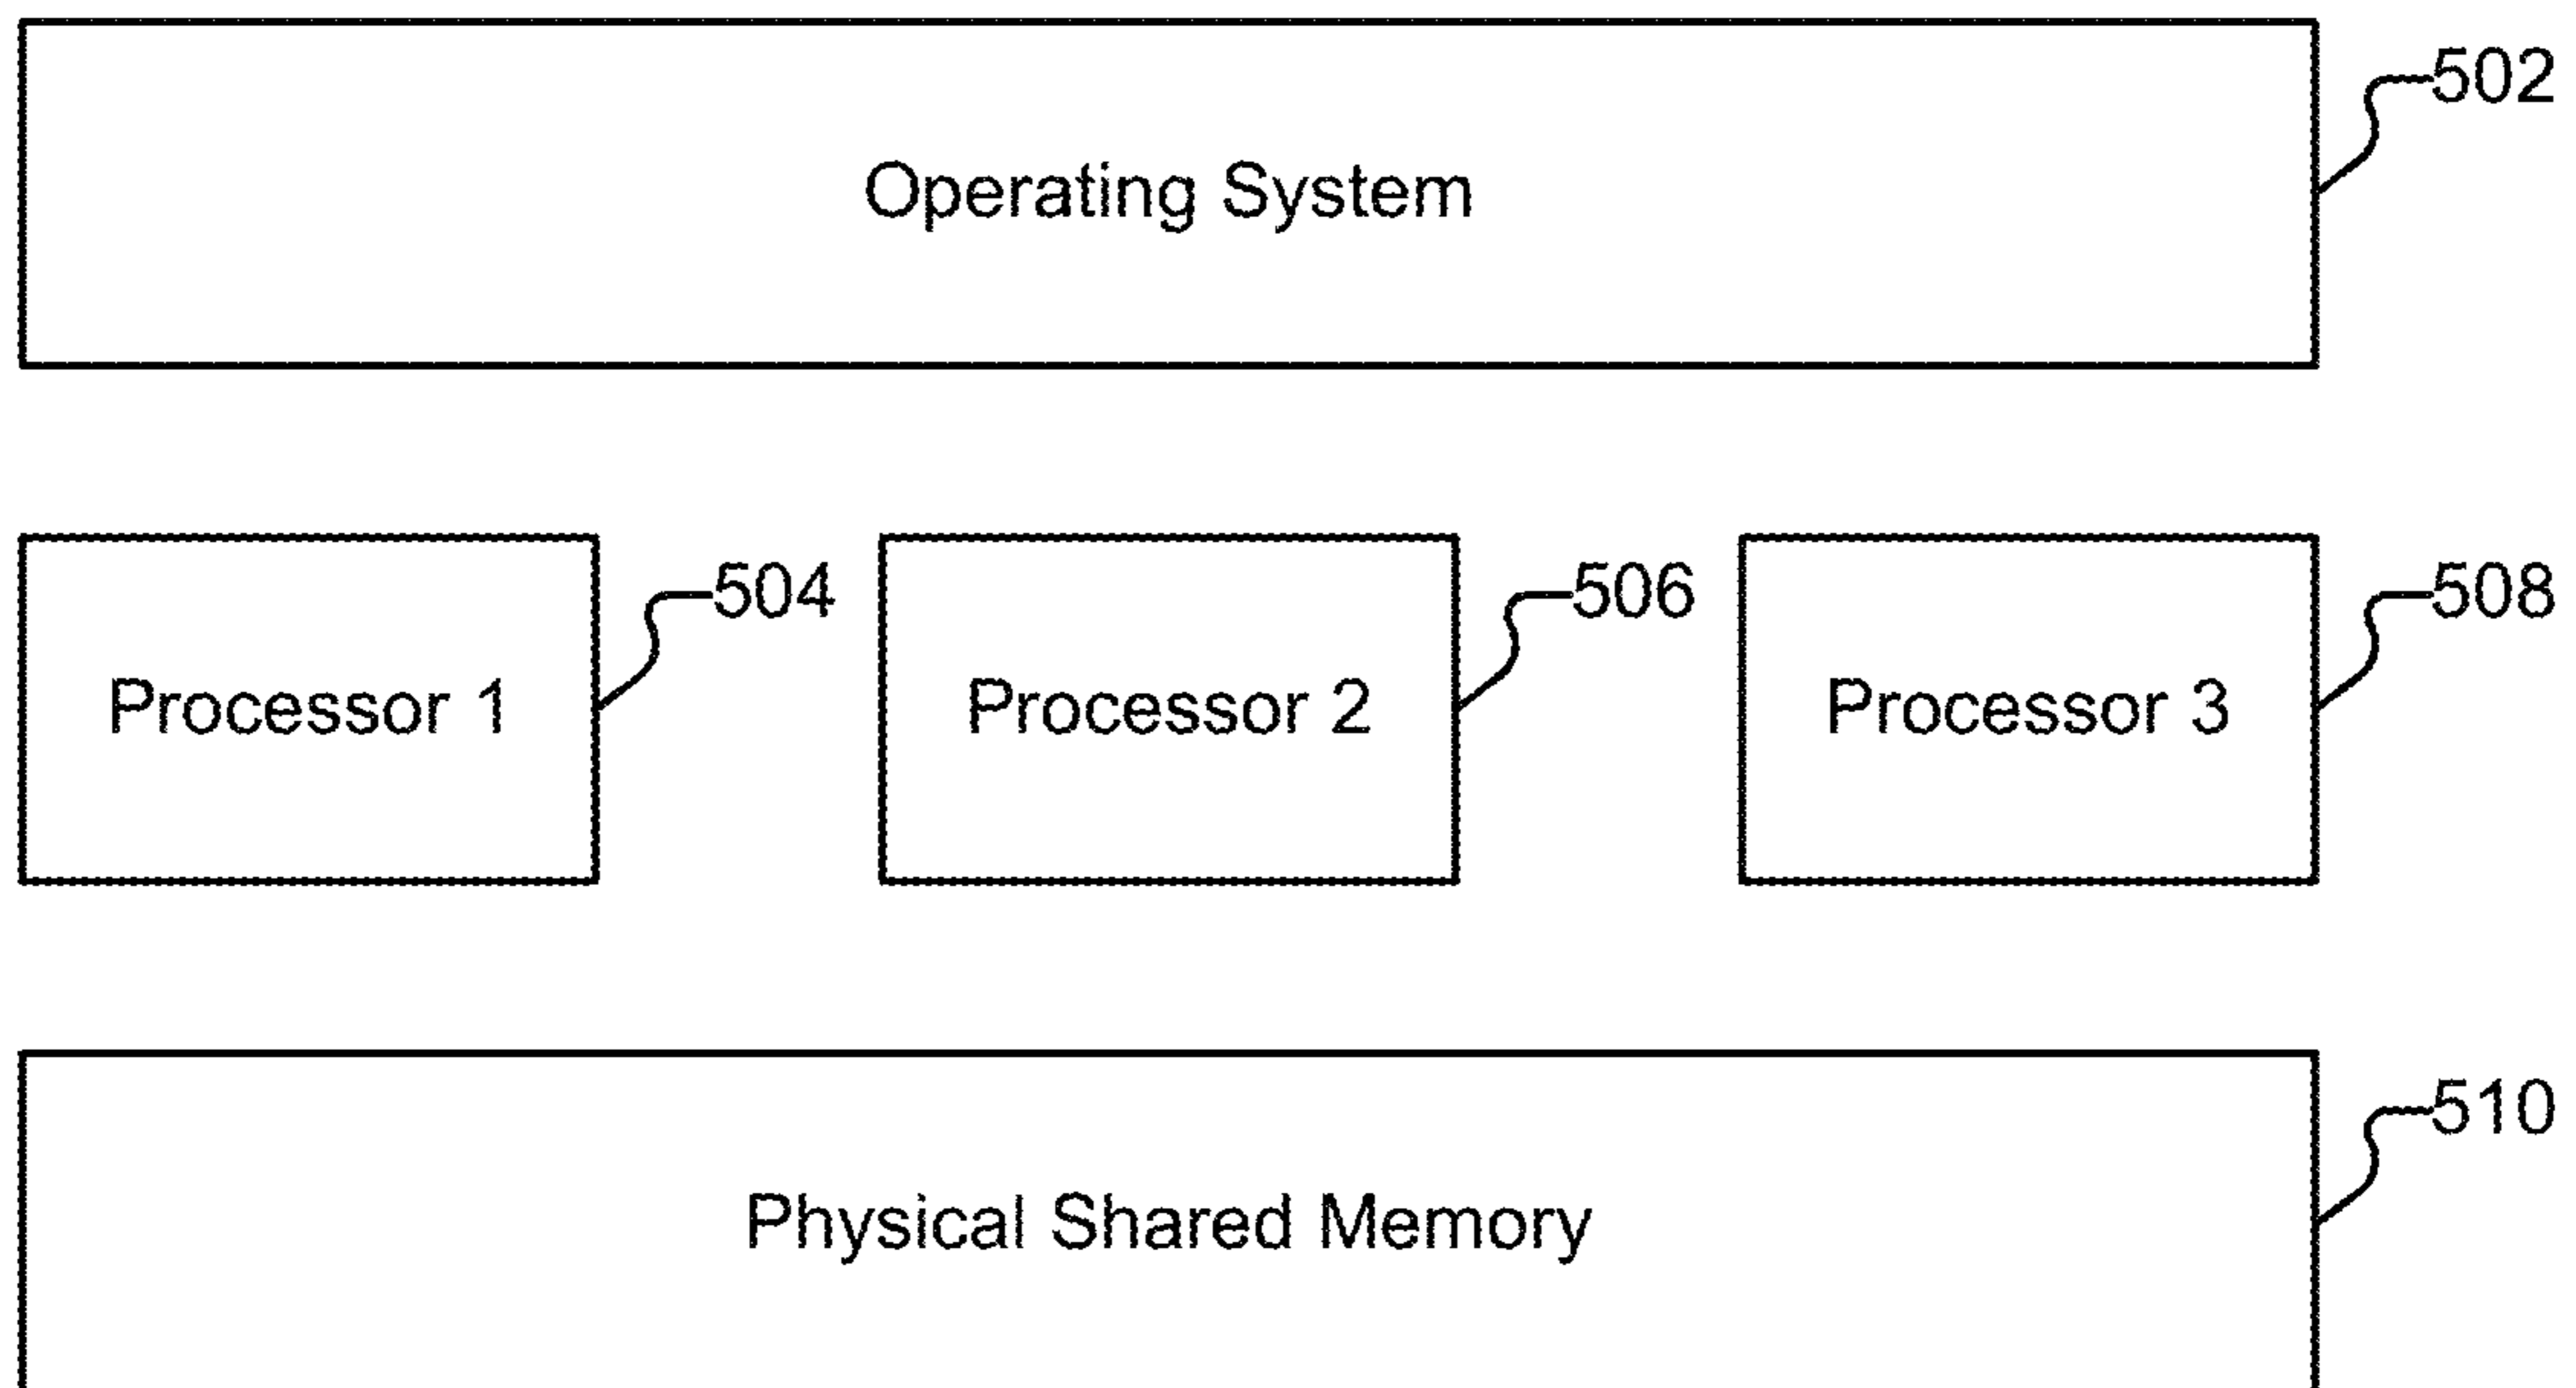 502
Operating System
504
506
508
Processor 1
Processor 2
Processor 3
510
Physical Shared Memory